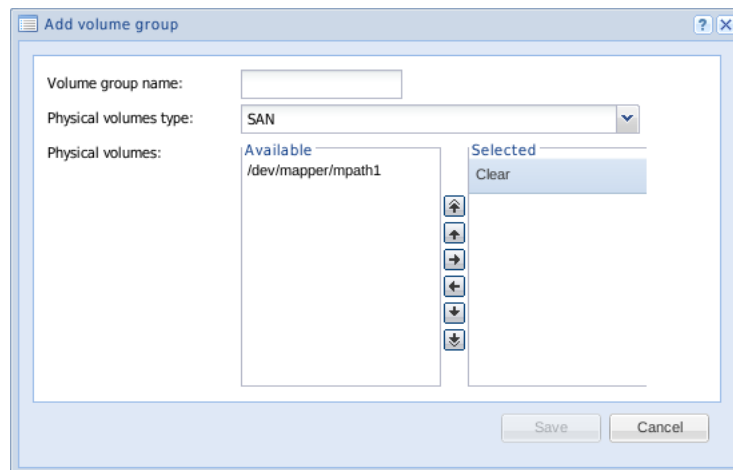 Add volume group
Volume group name:
Physical volumes type: SAN
Physical volumes:
Available
/dev/mapper/mpath1
Selected
Clear
Save
Cancel